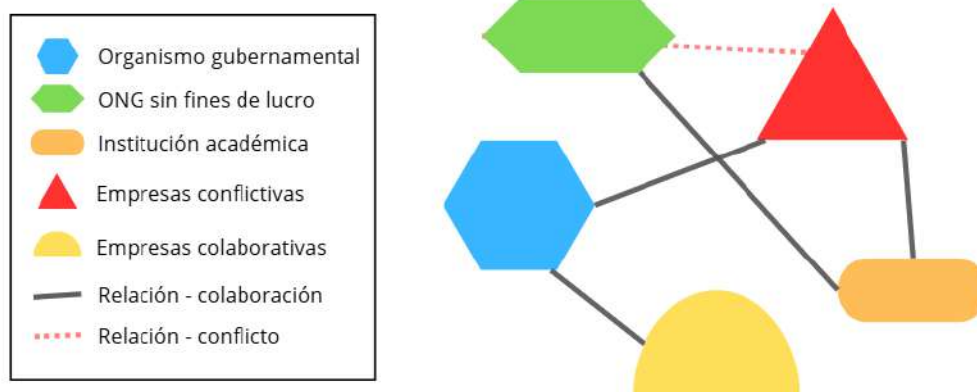 Organismo gubernamental
ONG sin fines de lucro
Institución académica
Empresas conflictivas
Empresas colaborativas
Relación - colaboración
Relación - conflicto